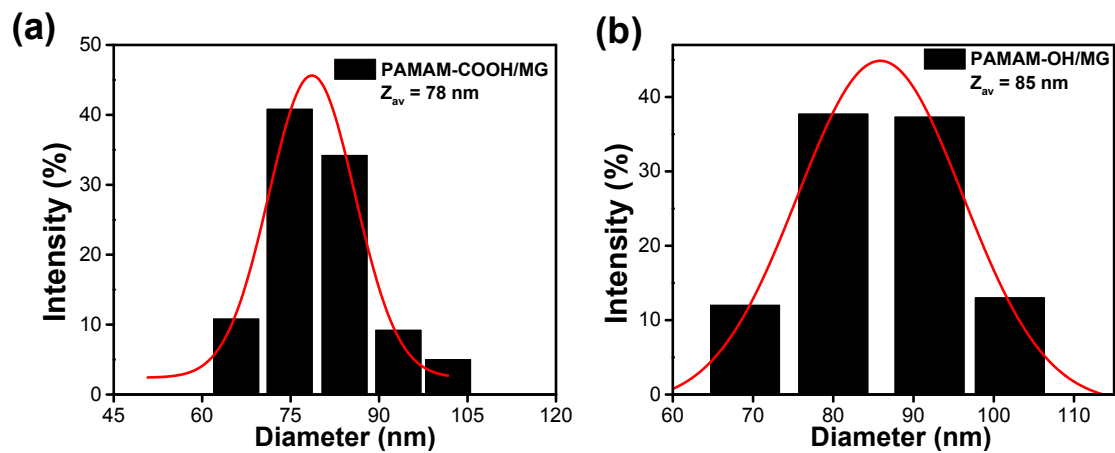 (a)
50
40
30
20
10
0
Intensity (%)
PAMAM-COOH/MG
Zav = 78 nm
45 60 75 90 105 120
Diameter (nm)
(b)
40
30
20
10
0
Intensity (%)
PAMAM-OH/MG
Zav = 85 nm
60 70 80 90 100 110
Diameter (nm)